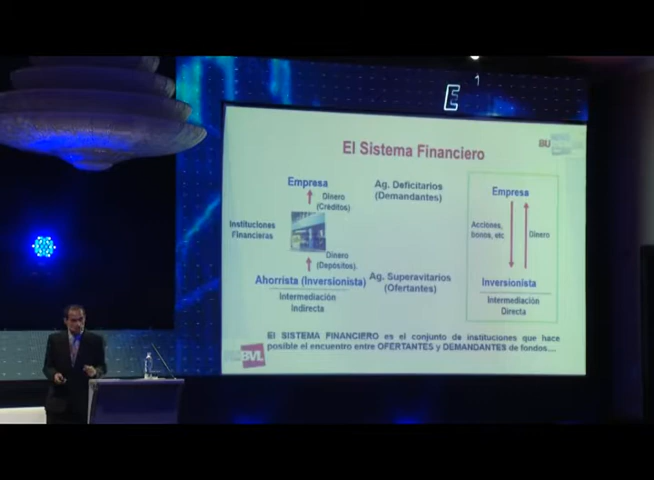 E
1
El Sistema Financiero
Empresa
Dinero
(Créditos)
Instituciones
Financieras
Dinero
(Depósitos)
Ahorrista (Inversionista)
Intermediación
Indirecta
Ag. Deficitarios
(Demandantes)
Ag. Superavitarios
(Ofertantes)
Empresa
Acciones,
bonos, etc
Dinero
Inversionista
Intermediación
Directa
El SISTEMA FINANCIERO es el conjunto de instituciones que hace
posible el encuentro entre OFERTANTES y DEMANDANTES de fondos....
BVL